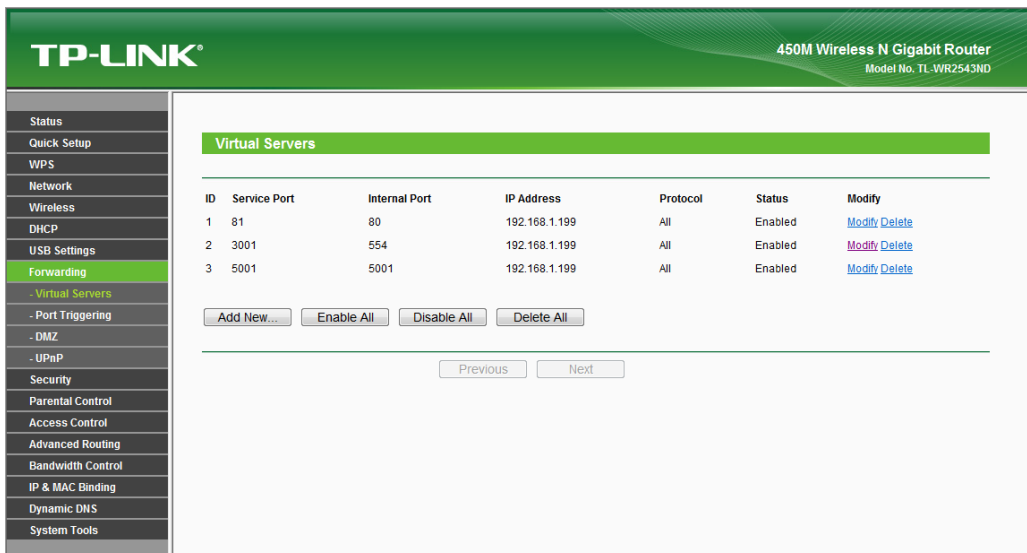 TP-LINK®
450M Wireless N Gigabit Router
Model No. TL-WR2543ND
Status
Quick Setup
WPS
Network
Wireless
DHCP
USB Settings
Forwarding
- Virtual Servers
- Port Triggering
- DMZ
- UPnP
Security
Parental Control
Access Control
Advanced Routing
Bandwidth Control
IP & MAC Binding
Dynamic DNS
System Tools
Virtual Servers
ID Service Port Internal Port IP Address Protocol Status Modify
1 81 80 192.168.1.199 All Enabled Modify Delete
2 3001 554 192.168.1.199 All Enabled Modify Delete
3 5001 5001 192.168.1.199 All Enabled Modify Delete
Add New... Enable All Disable All Delete All
Previous Next